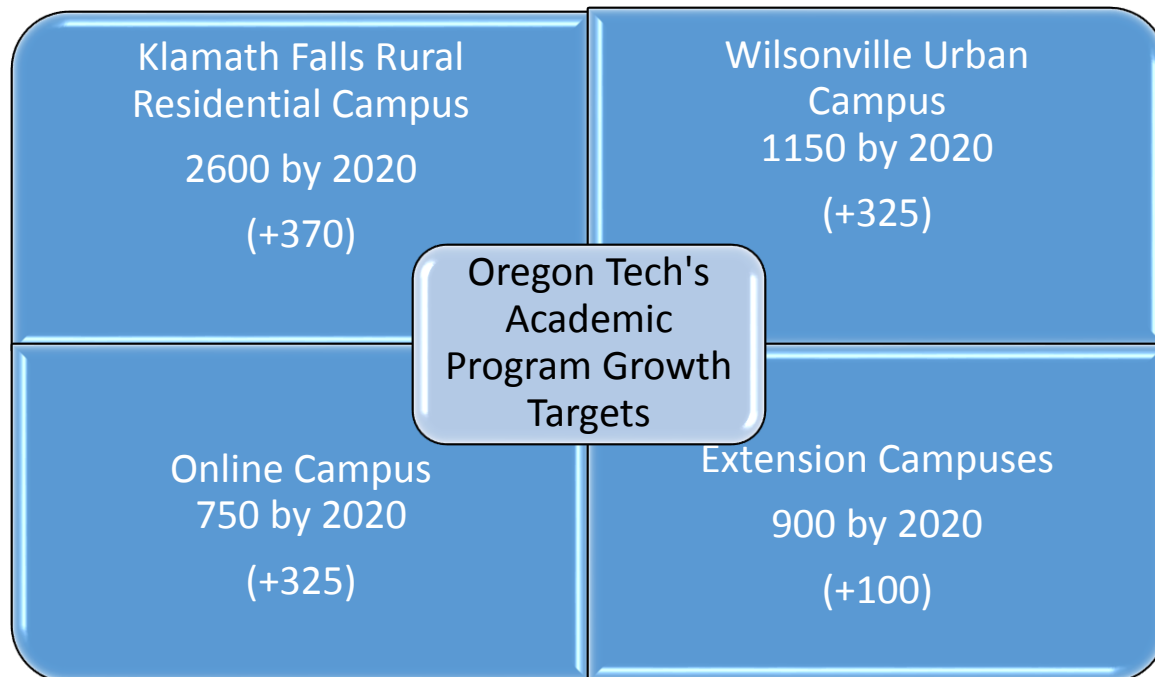 Klamath Falls Rural
Residential Campus
2600 by 2020
(+370)
Wilsonville Urban
Campus
1150 by 2020
(+325)
Oregon Tech's
Academic
Program Growth
Targets
Online Campus
750 by 2020
(+325)
Extension Campuses
900 by 2020
(+100)